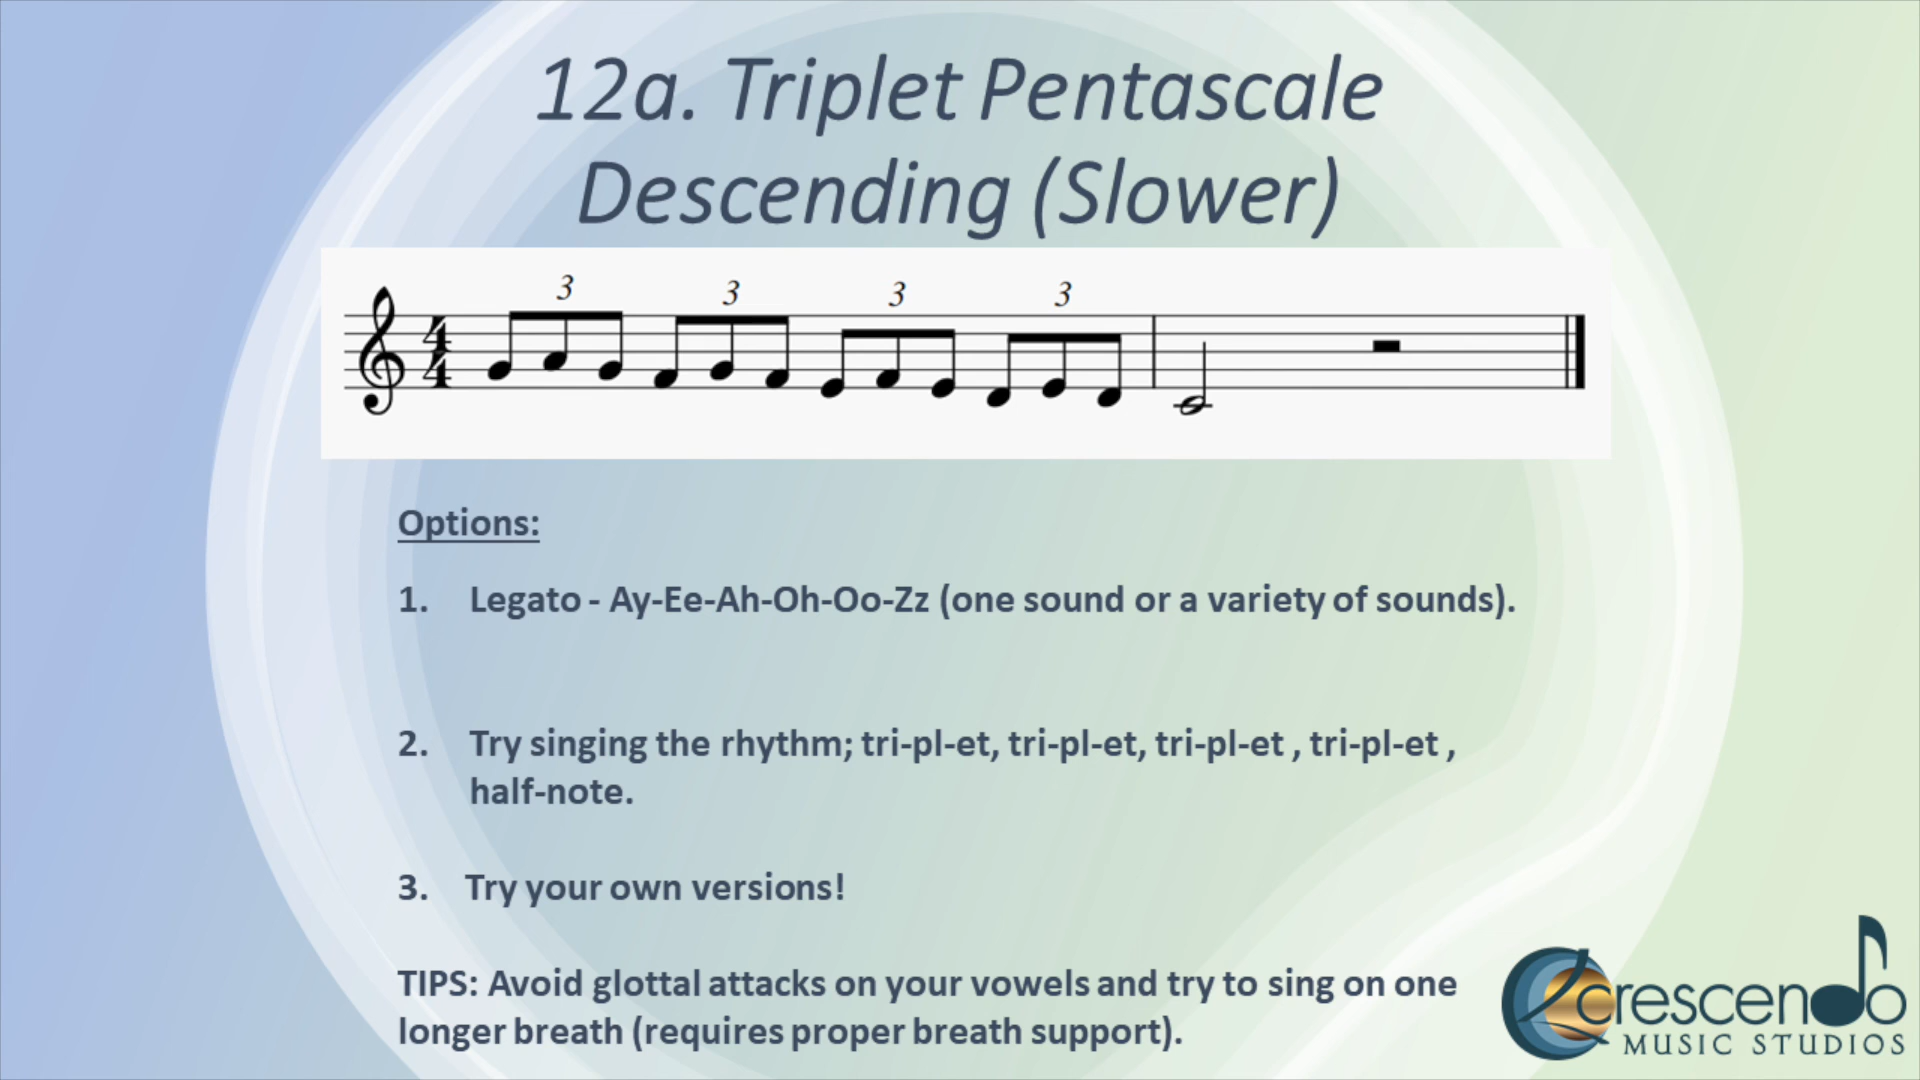 12a. Triplet Pentascale
Descending (Slower)
3 3 3 3
4
4
Options:
1. Legato - Ay-Ee-Ah-Oh-Oo-Zz (one sound or a variety of sounds).
2. Try singing the rhythm; tri-pl-et, tri-pl-et, tri-pl-et , tri-pl-et ,
half-note.
3. Try your own versions!
TIPS: Avoid glottal attacks on your vowels and try to sing on one
longer breath (requires proper breath support).
crescendo
MUSIC STUDIOS